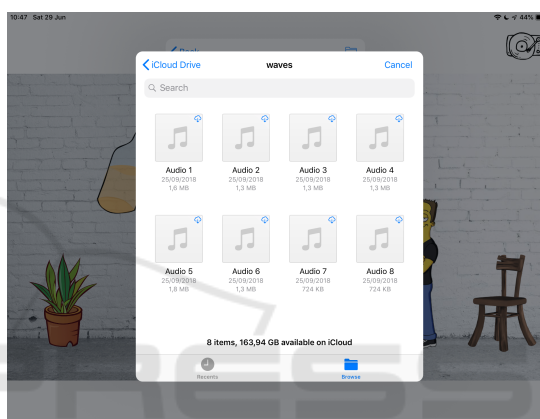 10:47 Sat 29 Jun
44%
Back
iCloud Drive waves Cancel
Search
Audio 1 Audio 2 Audio 3 Audio 4
25/09/2018 25/09/2018 25/09/2018 25/09/2018
1,6 MB 1,3 MB 1,3 MB 1,3 MB
Audio 5 Audio 6 Audio 7 Audio 8
25/09/2018 25/09/2018 25/09/2018 25/09/2018
1,8 MB 1,3 MB 724 KB 724 KB
8 items, 163,94 GB available on iCloud
Recents Browse
PRESS